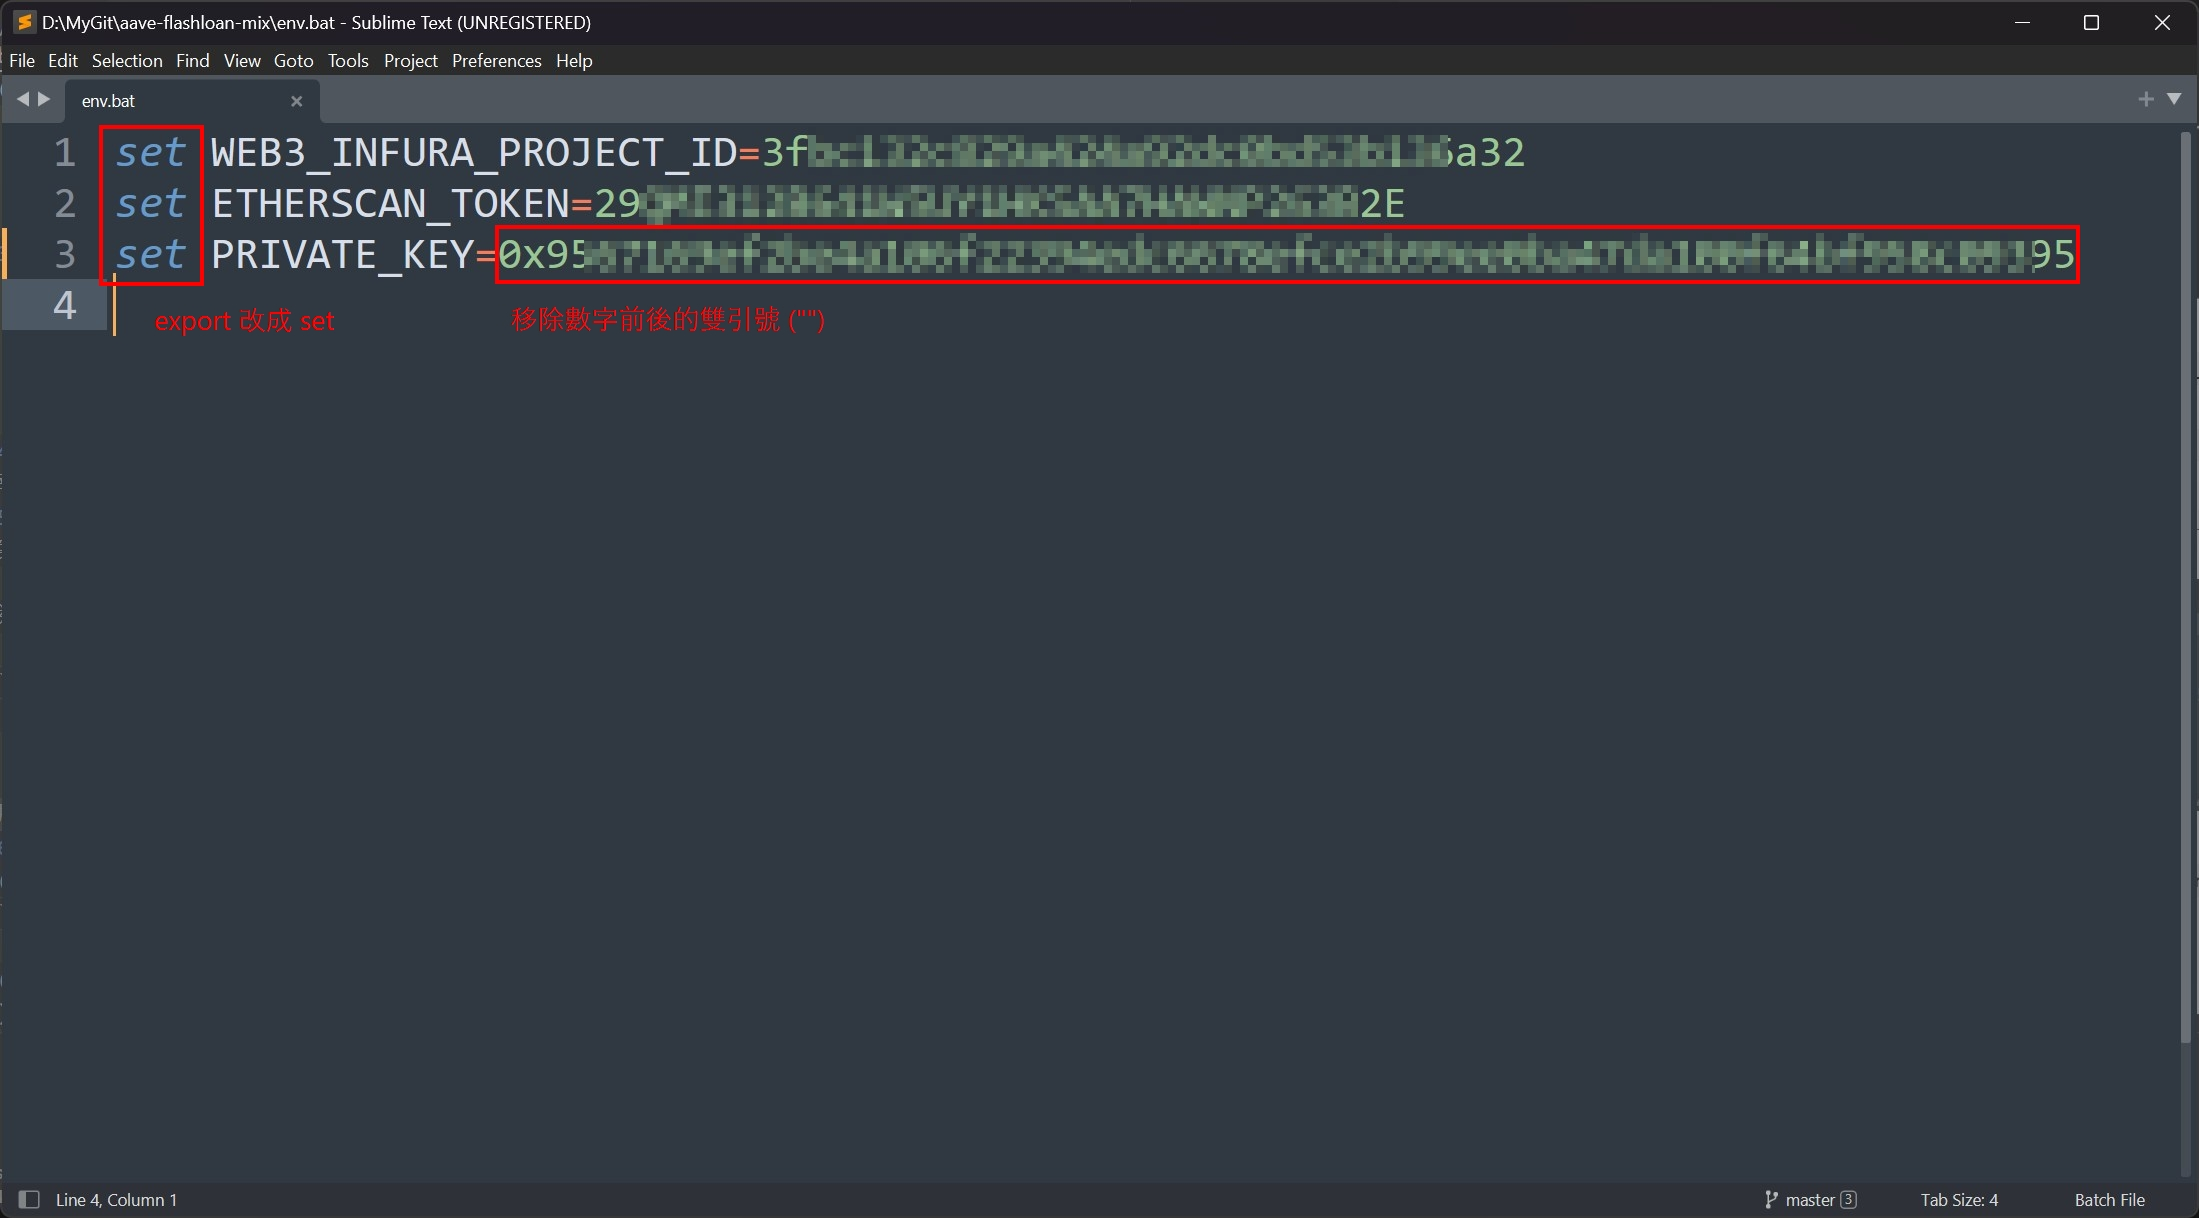 D:\MyGit\aave-flashloan-mix\env.bat - Sublime Text (UNREGISTERED)
File Edit Selection Find View Goto Tools Project Preferences Help
env.bat
1 set WEB3_INFURA_PROJECT_ID=3f a32
2 set ETHERSCAN_TOKEN=29 2E
3 set PRIVATE_KEY=0x95 95
4
export 改成 set 移除數字前後的雙引號 ("")
Line 4, Column 1 master 3 Tab Size: 4 Batch File